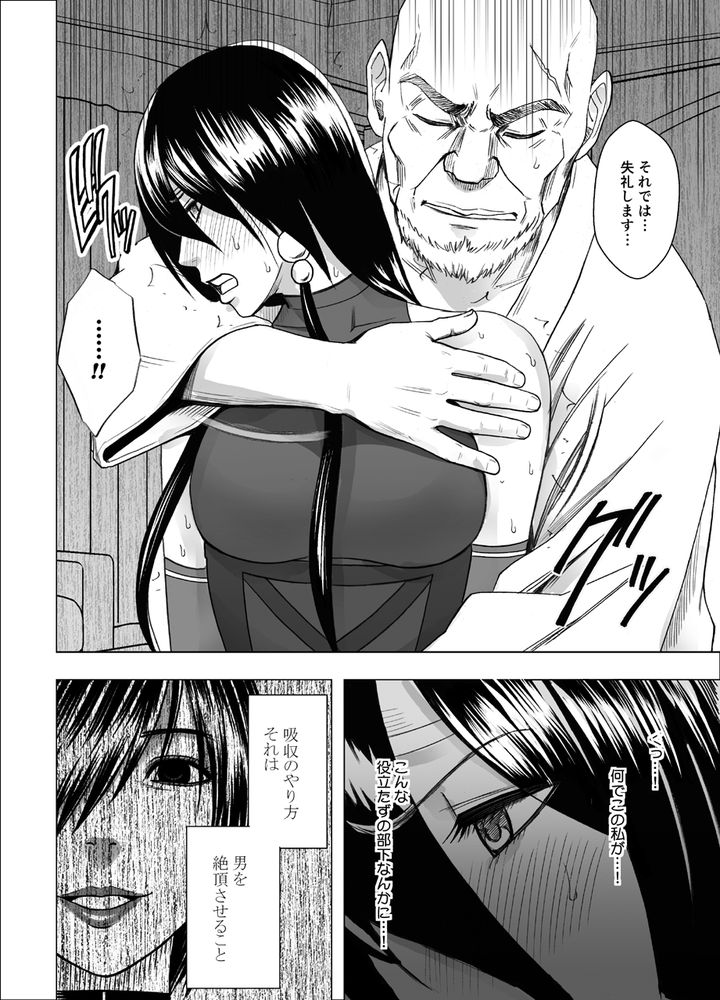 それでは…
失礼します…
ギュッ
……!!
グッ
くっ…!
何でこの私が…!
こんな
役立たずの部下なんかに…!
吸収のやり方
それは
男を
絶頂させること